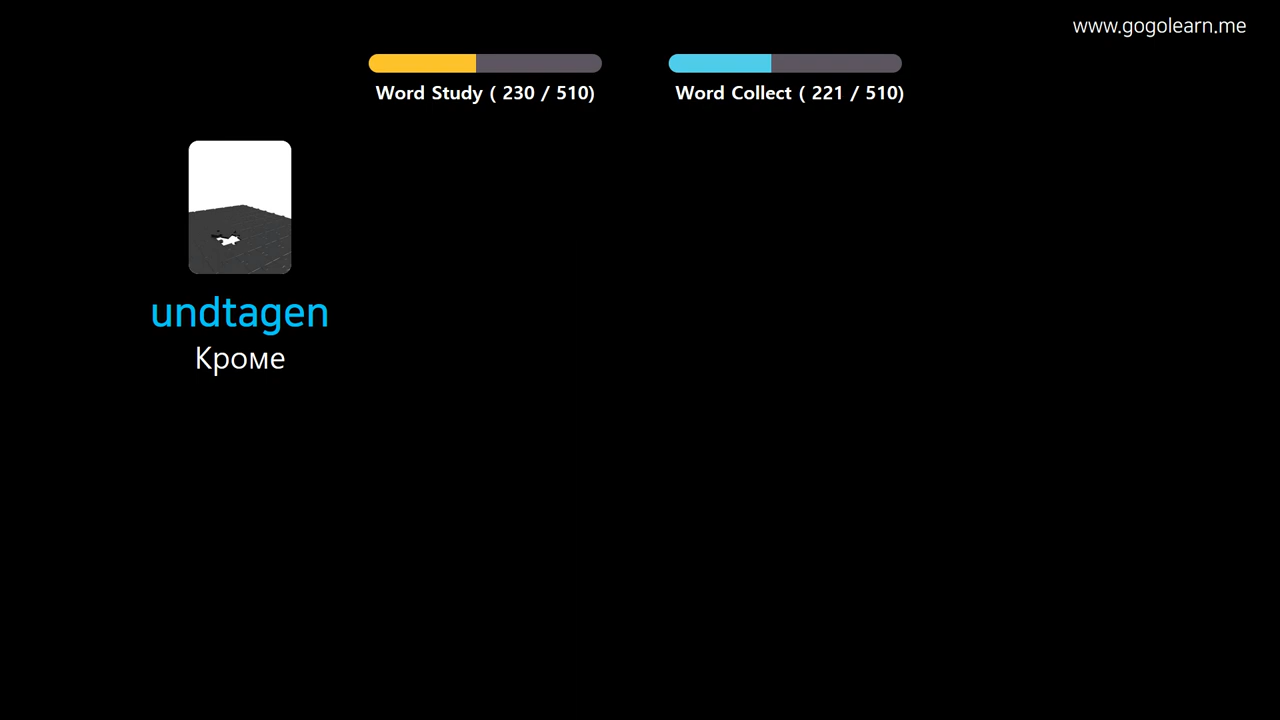 www.gogolearn.me
Word Study ( 230 / 510)
Word Collect ( 221 / 510)
undtagen
Кроме